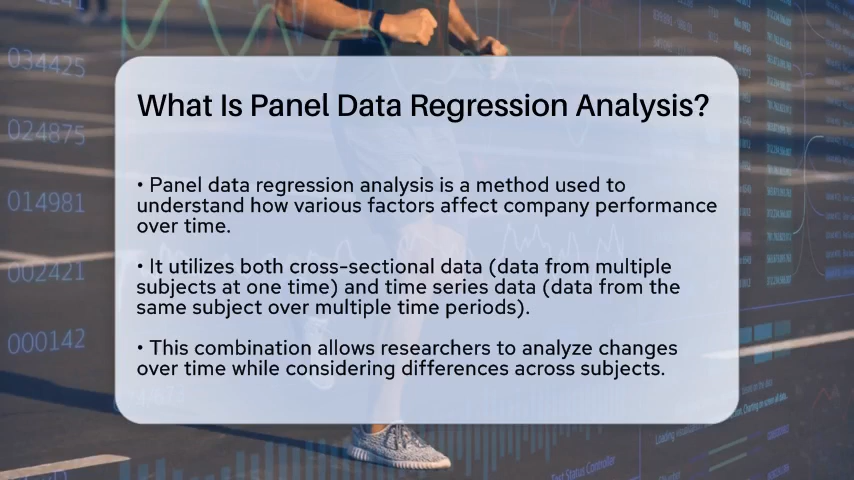 What Is Panel Data Regression Analysis?
• Panel data regression analysis is a method used to
understand how various factors affect company performance
over time.
• It utilizes both cross-sectional data (data from multiple
subjects at one time) and time series data (data from the
same subject over multiple time periods).
• This combination allows researchers to analyze changes
over time while considering differences across subjects.
034425
024875
014981
002421
000142
Test Status Controller